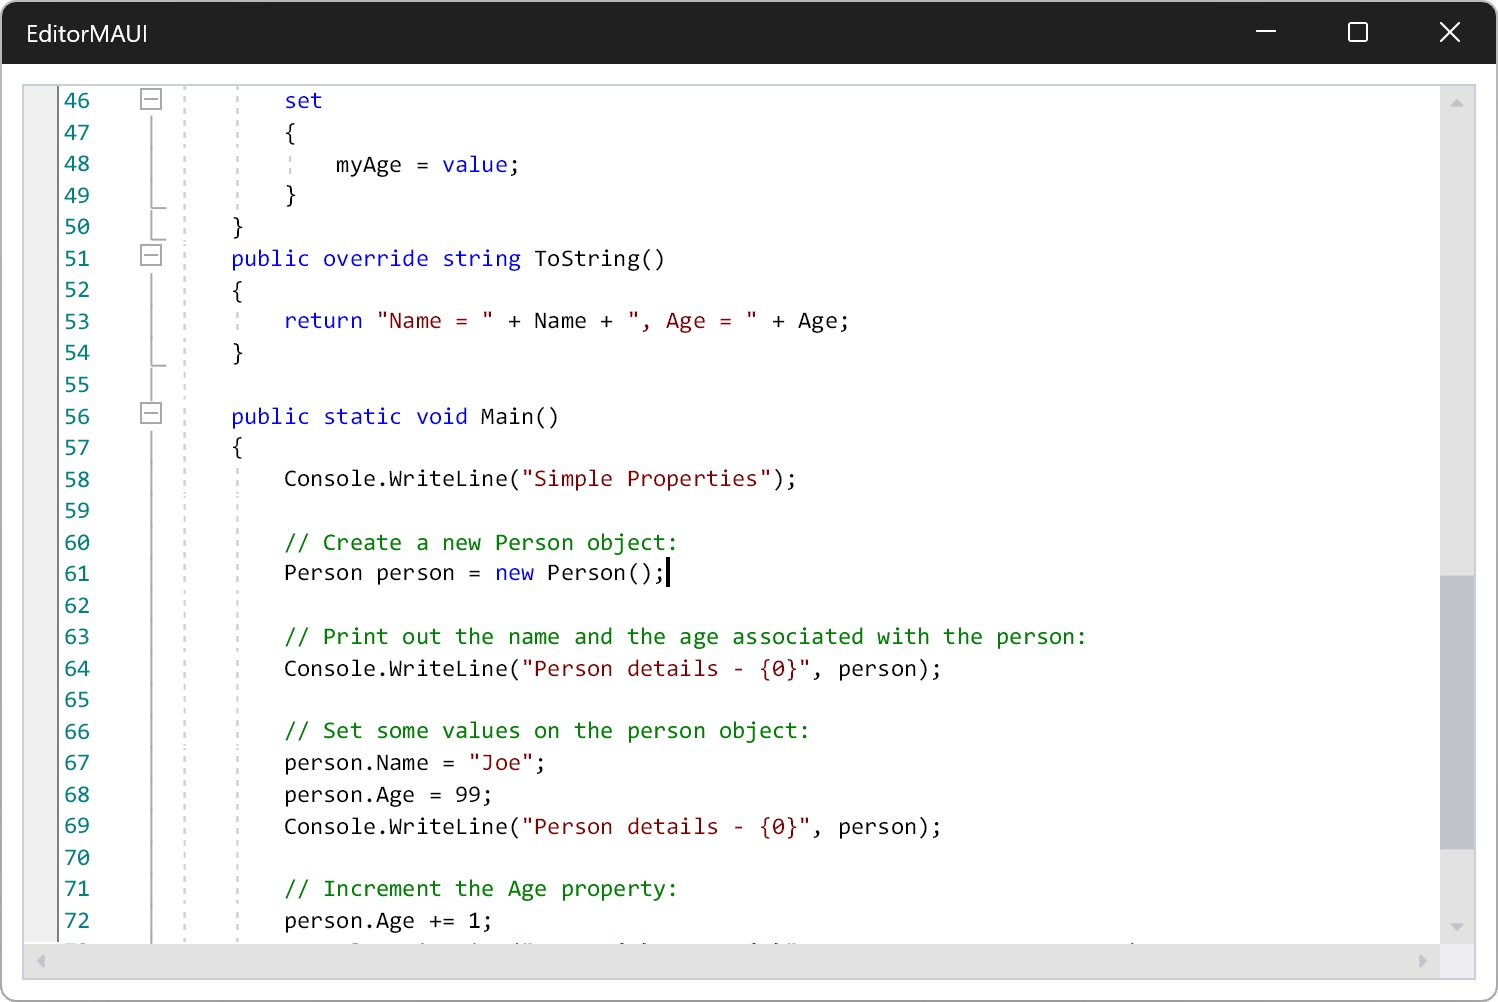 EditorMAUI
46 set
47 {
48 myAge = value;
49 }
50 }
51 public override string ToString()
52 {
53 return "Name = " + Name + ", Age = " + Age;
54 }
55
56 public static void Main()
57 {
58 Console.WriteLine("Simple Properties");
59
60 // Create a new Person object:
61 Person person = new Person();
62
63 // Print out the name and the age associated with the person:
64 Console.WriteLine("Person details - {0}", person);
65
66 // Set some values on the person object:
67 person.Name = "Joe";
68 person.Age = 99;
69 Console.WriteLine("Person details - {0}", person);
70
71 // Increment the Age property:
72 person.Age += 1;